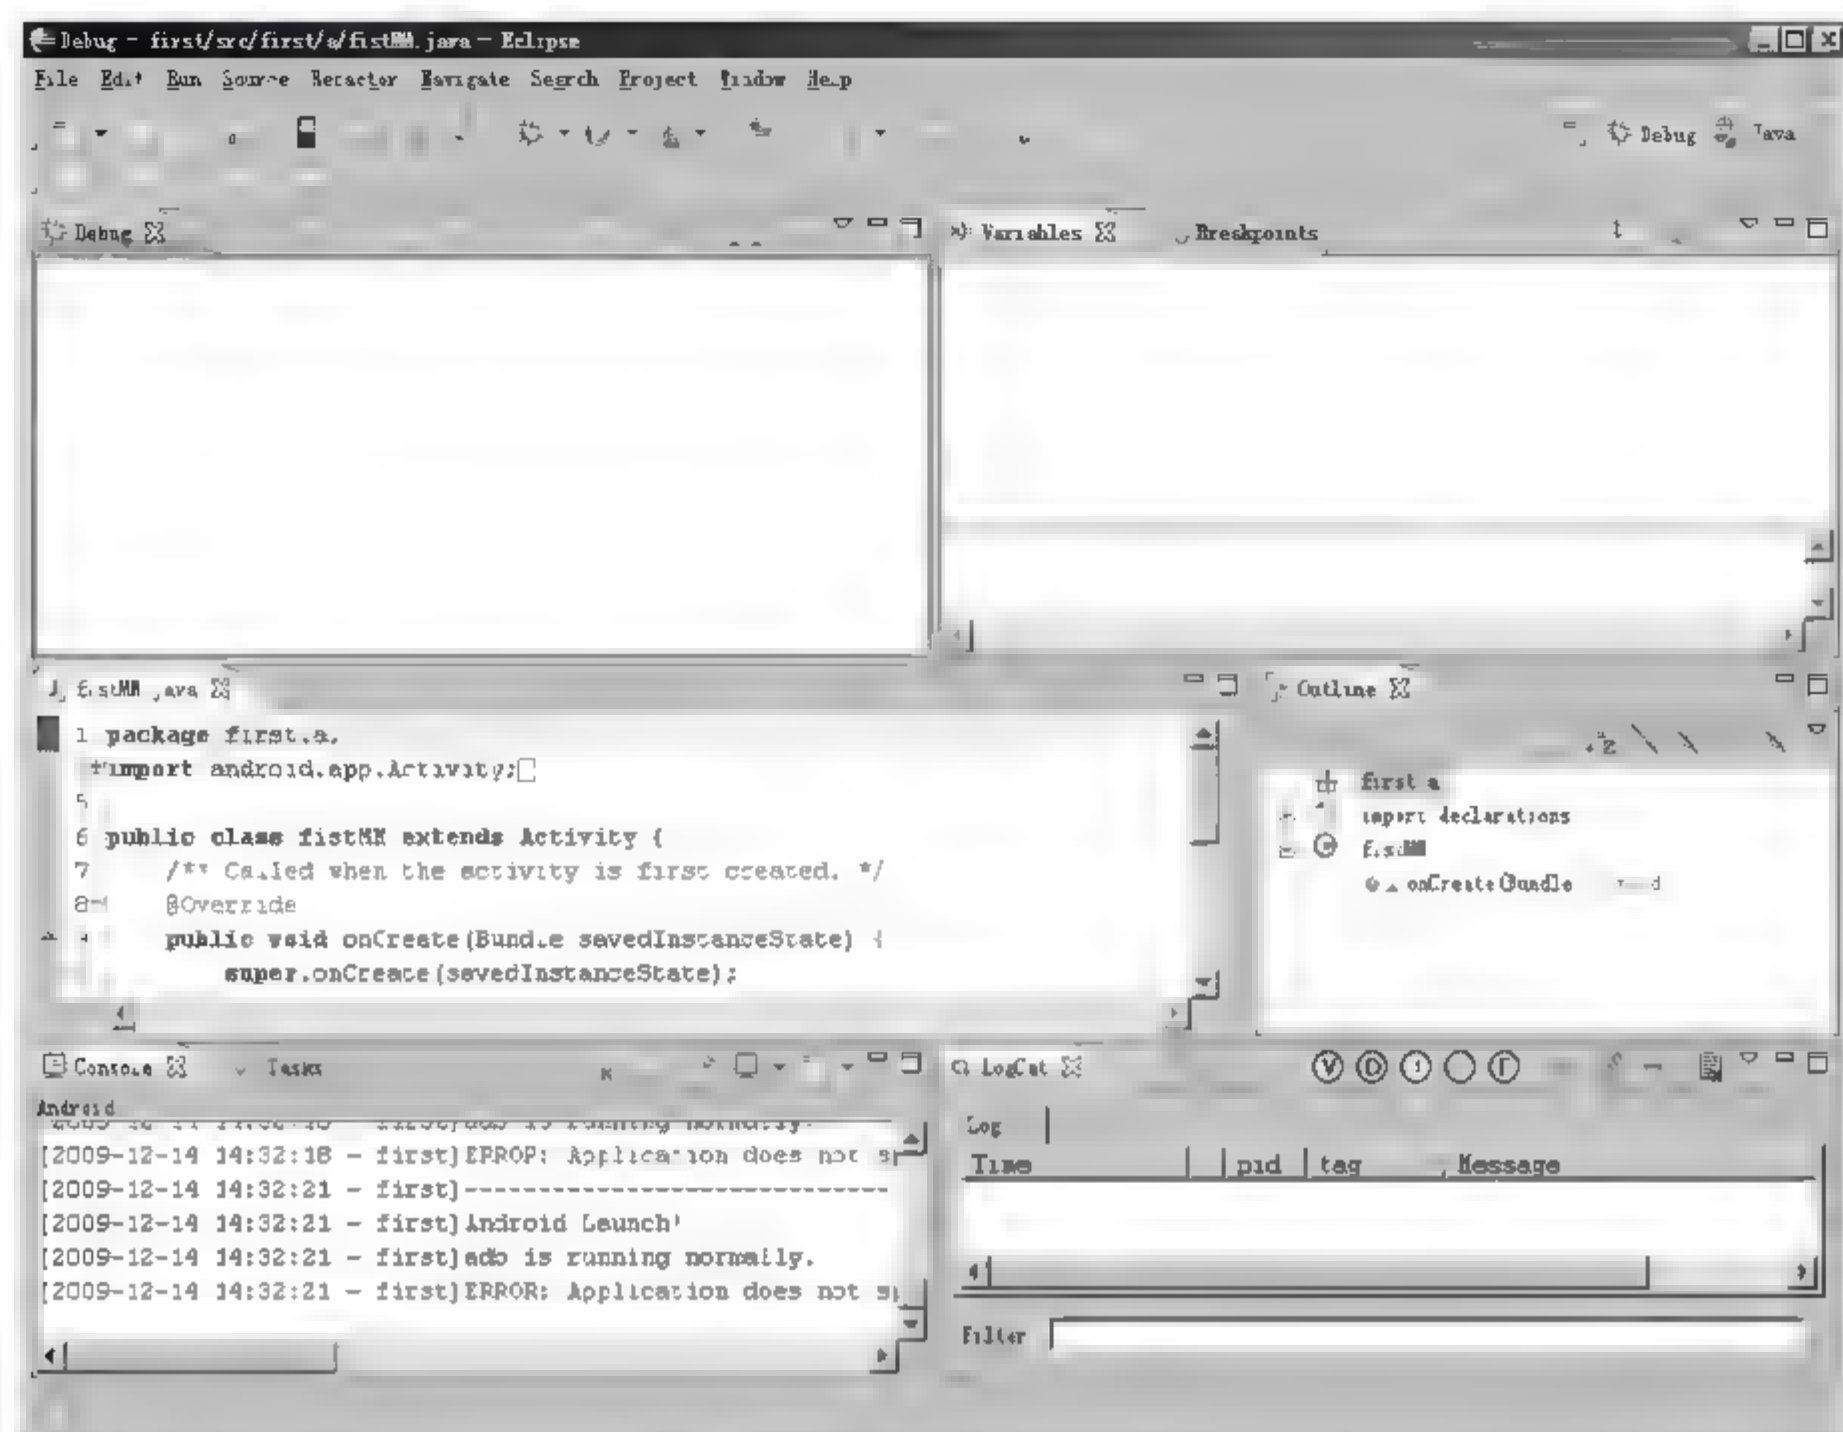 Debug - first/src/first/a/fistMM.java - Eclipse
File Edit Run Source Refactor Navigate Search Project Window Help
Debug Java
Debug
Variables Breakpoints
fistMM.java
Outline
1 package first.a;
import android.app.Activity;
5
6 public class fistMM extends Activity {
7 /** Called when the activity is first created. */
8 @Override
public void onCreate(Bundle savedInstanceState) {
super.onCreate(savedInstanceState);
first.a
import declarations
fistMM
onCreate(Bundle
Console Tasks
Android
[2009-12-14 14:32:18 - first]ERROR: Application does not
[2009-12-14 14:32:21 - first]----------------------------
[2009-12-14 14:32:21 - first]Android Launch!
[2009-12-14 14:32:21 - first]adb is running normally.
[2009-12-14 14:32:21 - first]ERROR: Application does not
LogCat V D I
Log
Time pid tag Message
Filter